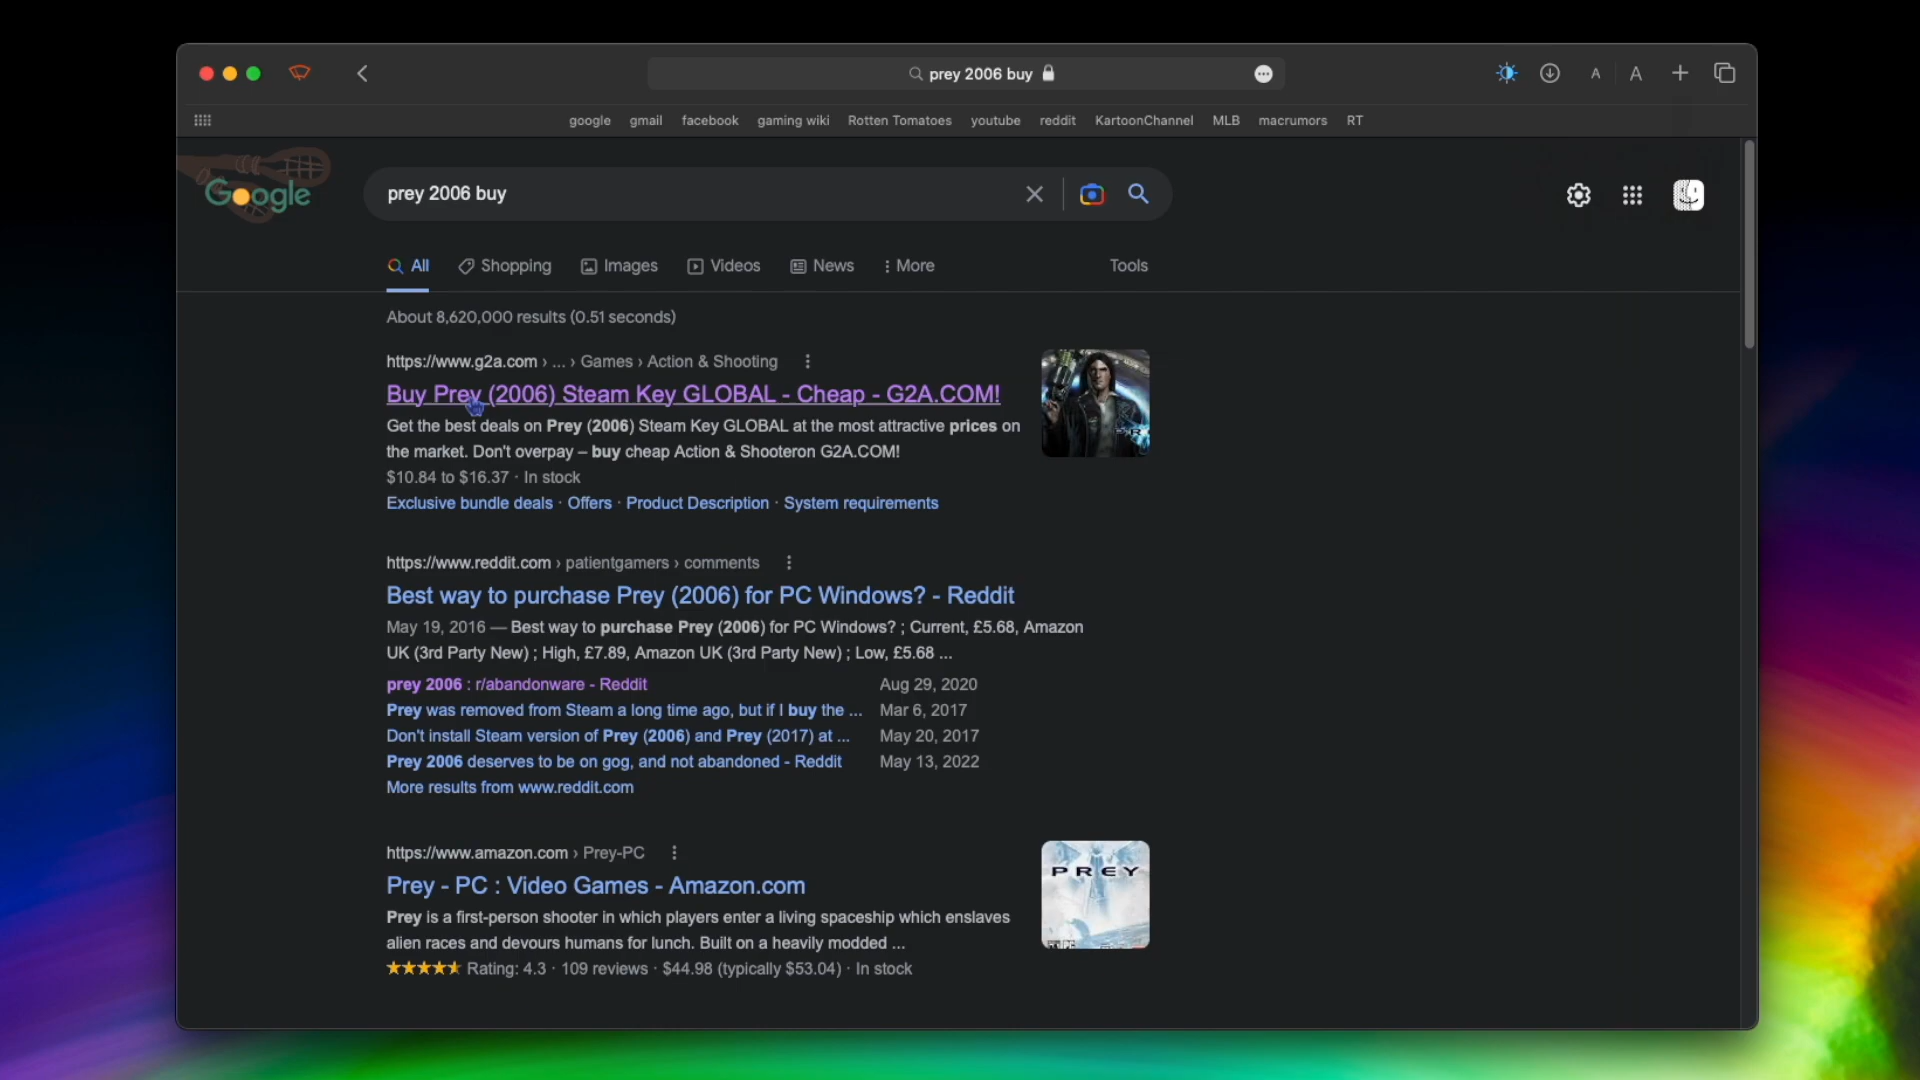 prey 2006 buy
A A
google gmail facebook gaming wiki Rotten Tomatoes youtube reddit KartoonChannel MLB macrumors RT
Google
prey 2006 buy
All Shopping Images Videos News More Tools
About 8,620,000 results (0.51 seconds)
https://www.g2a.com › ... › Games › Action & Shooting
Buy Prey (2006) Steam Key GLOBAL - Cheap - G2A.COM!
Get the best deals on Prey (2006) Steam Key GLOBAL at the most attractive prices on
the market. Don't overpay – buy cheap Action & Shooteron G2A.COM!
$10.84 to $16.37 · In stock
Exclusive bundle deals · Offers · Product Description · System requirements
https://www.reddit.com › patientgamers › comments
Best way to purchase Prey (2006) for PC Windows? - Reddit
May 19, 2016 — Best way to purchase Prey (2006) for PC Windows? ; Current, £5.68, Amazon
UK (3rd Party New) ; High, £7.89, Amazon UK (3rd Party New) ; Low, £5.68 ...
prey 2006 : r/abandonware - Reddit Aug 29, 2020
Prey was removed from Steam a long time ago, but if I buy the ... Mar 6, 2017
Don't install Steam version of Prey (2006) and Prey (2017) at ... May 20, 2017
Prey 2006 deserves to be on gog, and not abandoned - Reddit May 13, 2022
More results from www.reddit.com
https://www.amazon.com › Prey-PC
Prey - PC : Video Games - Amazon.com
PREY
Prey is a first-person shooter in which players enter a living spaceship which enslaves
alien races and devours humans for lunch. Built on a heavily modded ...
Rating: 4.3 · 109 reviews · $44.98 (typically $53.04) · In stock